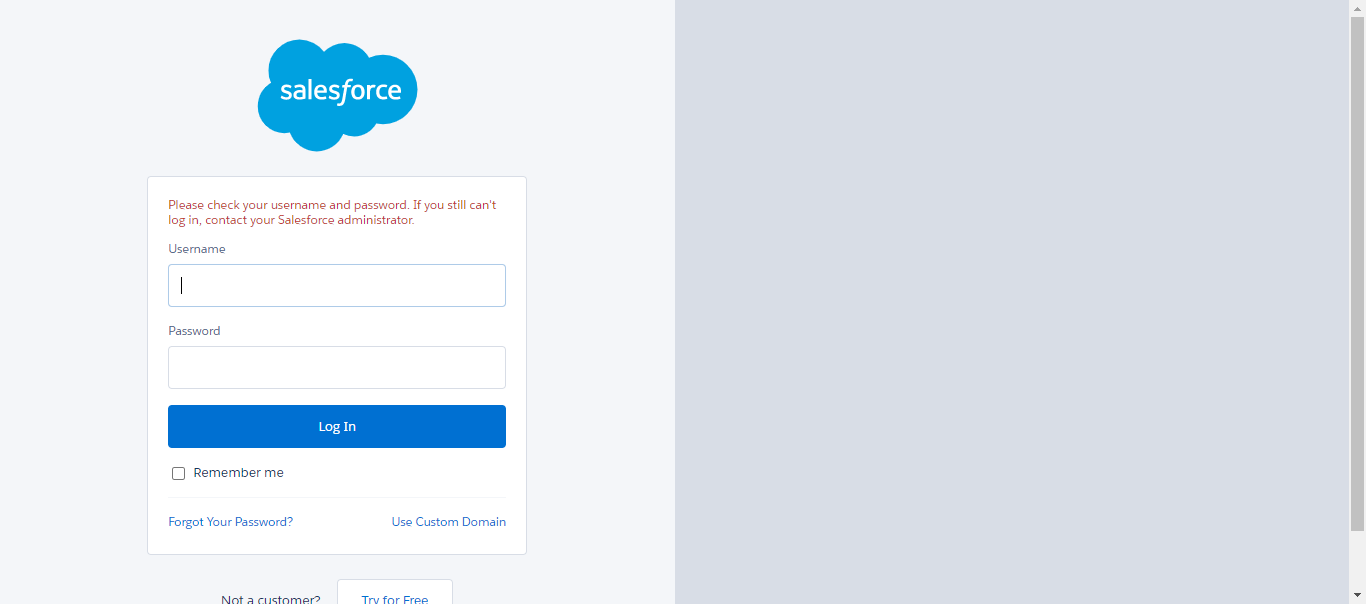 salesforce
Please check your username and password. If you still can't
log in, contact your Salesforce administrator.
Username
Password
Log In
Remember me
Forgot Your Password? Use Custom Domain
Not a customer? Try for Free